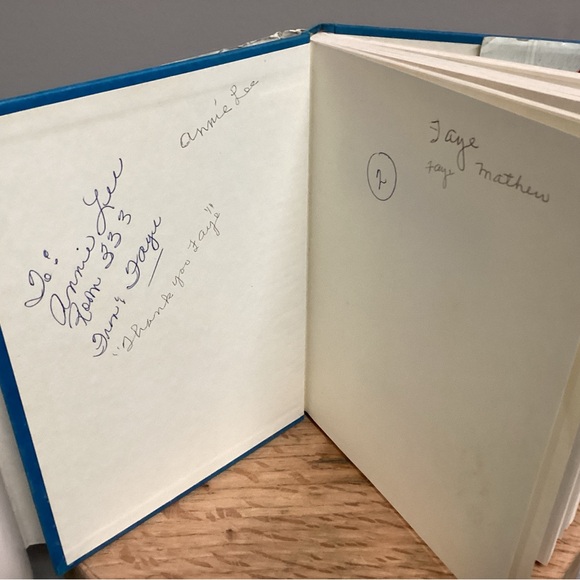 Annie Lee
To:
Annie Lee
Room 333
From: Faye
"Thank you Faye"
Faye
Faye Mathew
2